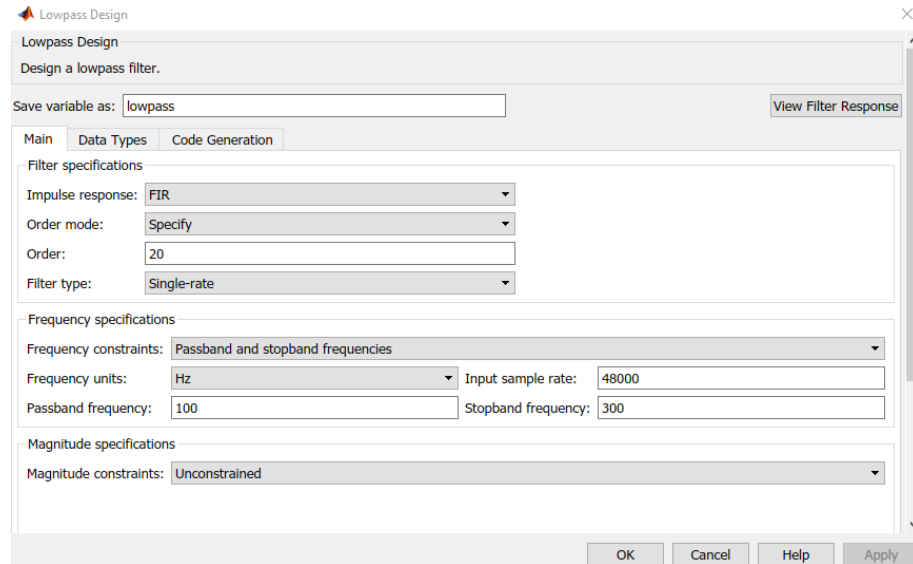 Lowpass Design
Lowpass Design
Design a lowpass filter.
Save variable as: lowpass View Filter Response
Main Data Types Code Generation
Filter specifications
Impulse response: FIR
Order mode: Specify
Order: 20
Filter type: Single-rate
Frequency specifications
Frequency constraints: Passband and stopband frequencies
Frequency units: Hz Input sample rate: 48000
Passband frequency: 100 Stopband frequency: 300
Magnitude specifications
Magnitude constraints: Unconstrained
OK Cancel Help Apply